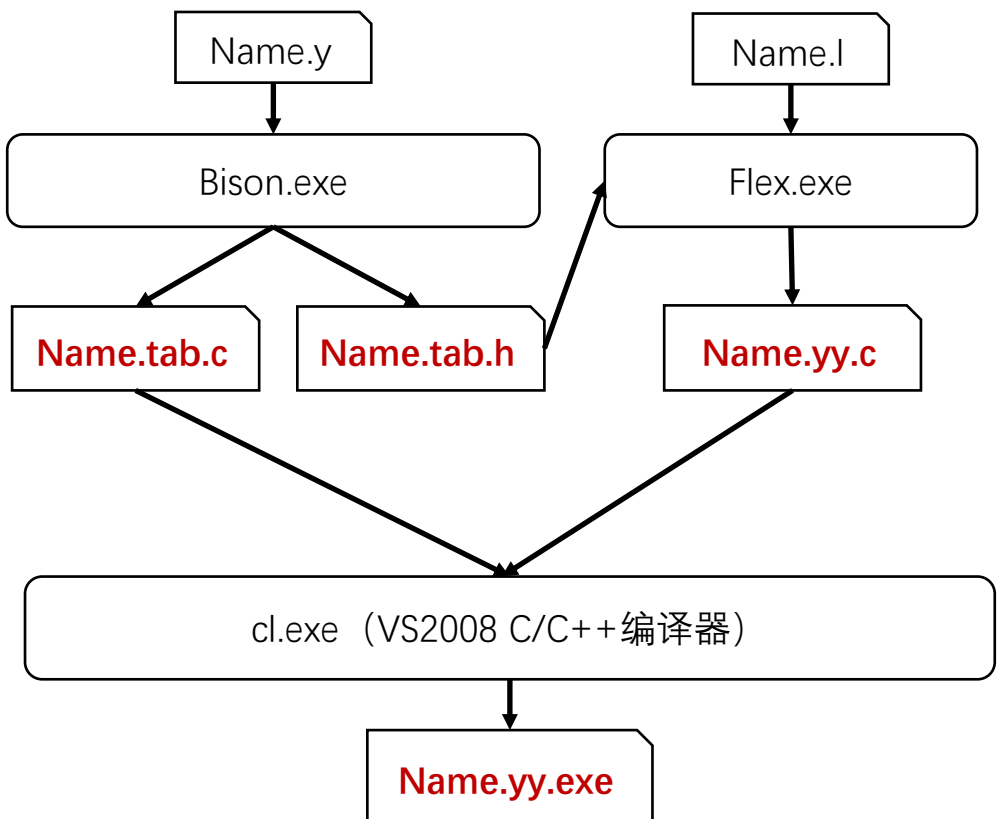 Name.y
Name.l
Bison.exe
Flex.exe
Name.tab.c
Name.tab.h
Name.yy.c
cl.exe（VS2008 C/C++编译器）
Name.yy.exe